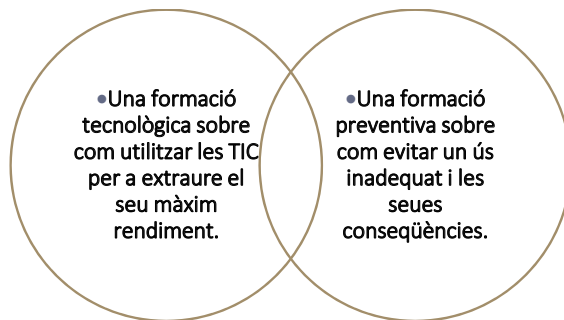 •Una formació
tecnològica sobre
com utilitzar les TIC
per a extraure el
seu màxim
rendiment.
•Una formació
preventiva sobre
com evitar un ús
inadequat i les
seues
conseqüències.